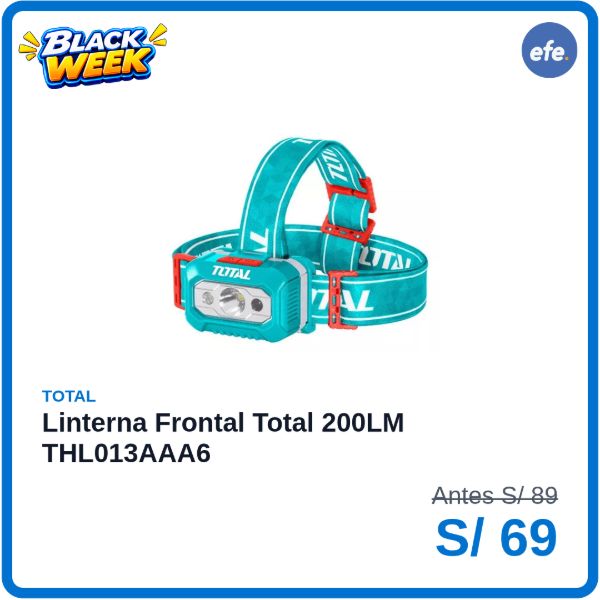 BLACK
WEEK
efe.
TOTAL
TOTAL
TOTAL
Linterna Frontal Total 200LM
THL013AAA6
Antes S/ 89
S/ 69